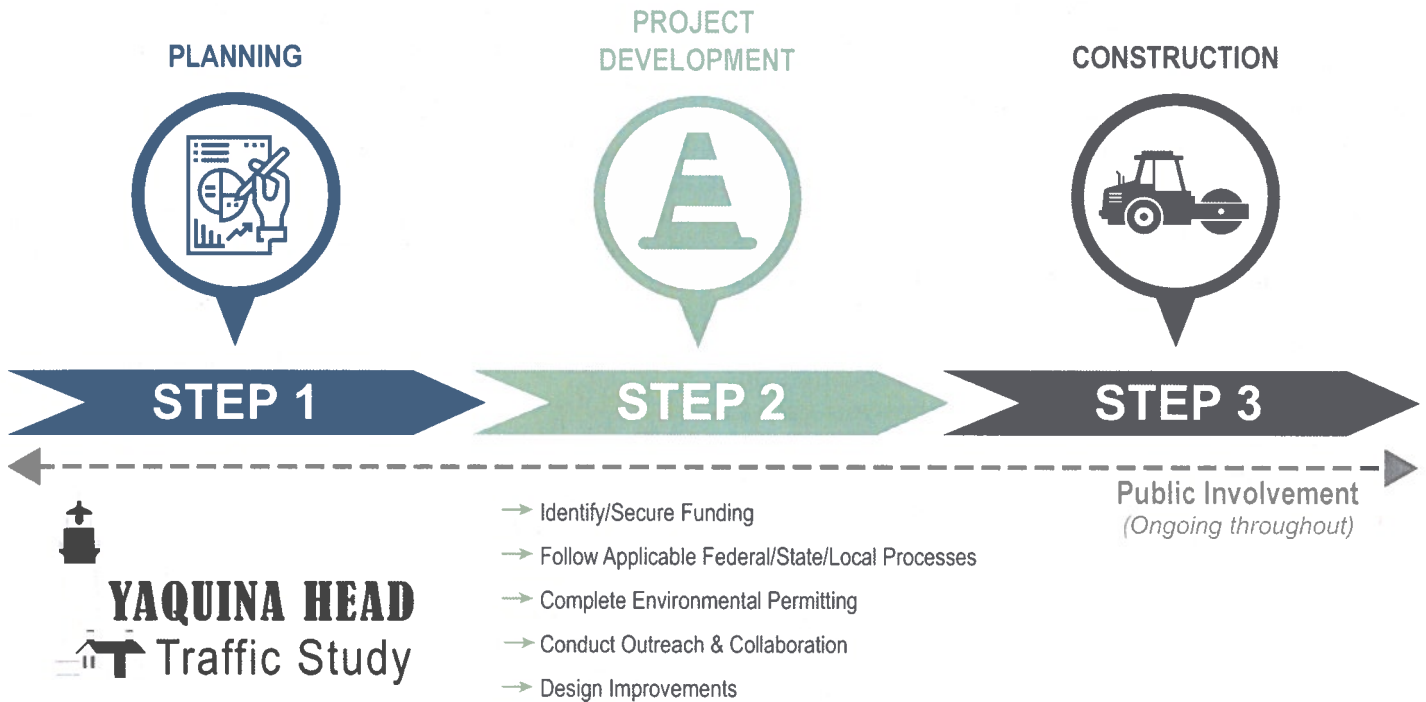 PLANNING
PROJECT
DEVELOPMENT
CONSTRUCTION
STEP 1
STEP 2
STEP 3
Public Involvement
(Ongoing throughout)
→ Identify/Secure Funding
→ Follow Applicable Federal/State/Local Processes
→ Complete Environmental Permitting
→ Conduct Outreach & Collaboration
→ Design Improvements
YAQUINA HEAD
Traffic Study